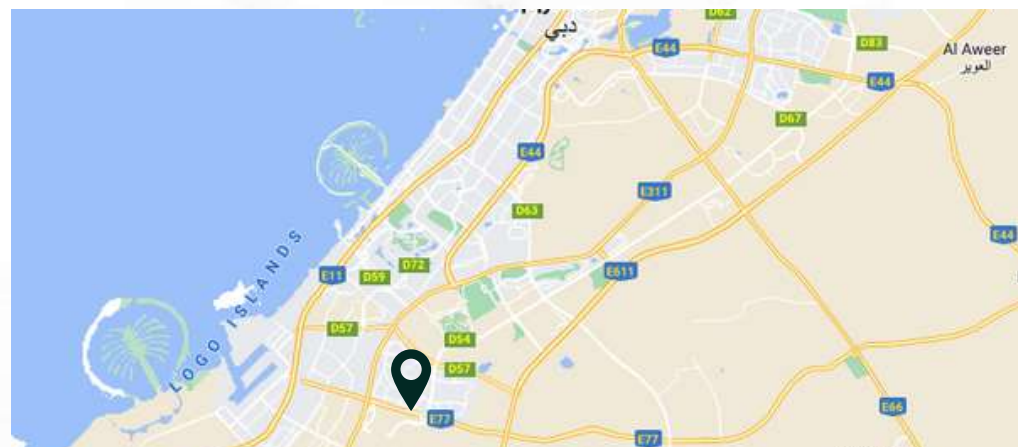 دبي
D62
E44
D83
Al Aweer
العوير
E44
D67
E44
E311
D63
E44
E611
D72
D59
E11
LOGO ISLANDS
D57
D54
D57
E77
E66
E77